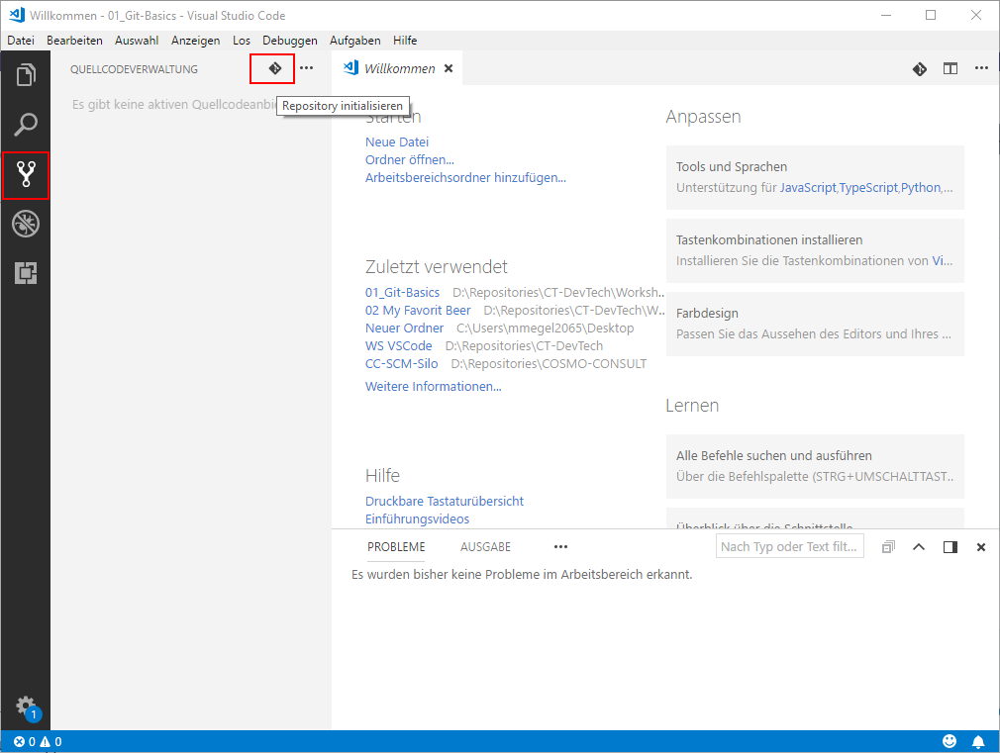 Willkommen - 01_Git-Basics - Visual Studio Code
Datei Bearbeiten Auswahl Anzeigen Los Debuggen Aufgaben Hilfe
QUELLCODEVERWALTUNG
Es gibt keine aktiven Quellcodeanbi
Repository initialisieren
Willkommen
Starten
Neue Datei
Ordner öffnen...
Arbeitsbereichsordner hinzufügen...
Zuletzt verwendet
01_Git-Basics D:\Repositories\CT-DevTech\Worksh..
02 My Favorit Beer D:\Repositories\CT-DevTech\W..
Neuer Ordner C:\Users\mmegel2065\Desktop
WS VSCode D:\Repositories\CT-DevTech
CC-SCM-Silo D:\Repositories\COSMO-CONSULT
Weitere Informationen...
Hilfe
Druckbare Tastaturübersicht
Einführungsvideos
Anpassen
Tools und Sprachen
Unterstützung für JavaScript,TypeScript,Python,...
Tastenkombinationen installieren
Installieren Sie die Tastenkombinationen von Vi...
Farbdesign
Passen Sie das Aussehen des Editors und Ihres ...
Lernen
Alle Befehle suchen und ausführen
Über die Befehlspalette (STRG+UMSCHALTTAST..
Überblick über die Schnittstelle
PROBLEME AUSGABE
Nach Typ oder Text filt...
Es wurden bisher keine Probleme im Arbeitsbereich erkannt.
1
0 0